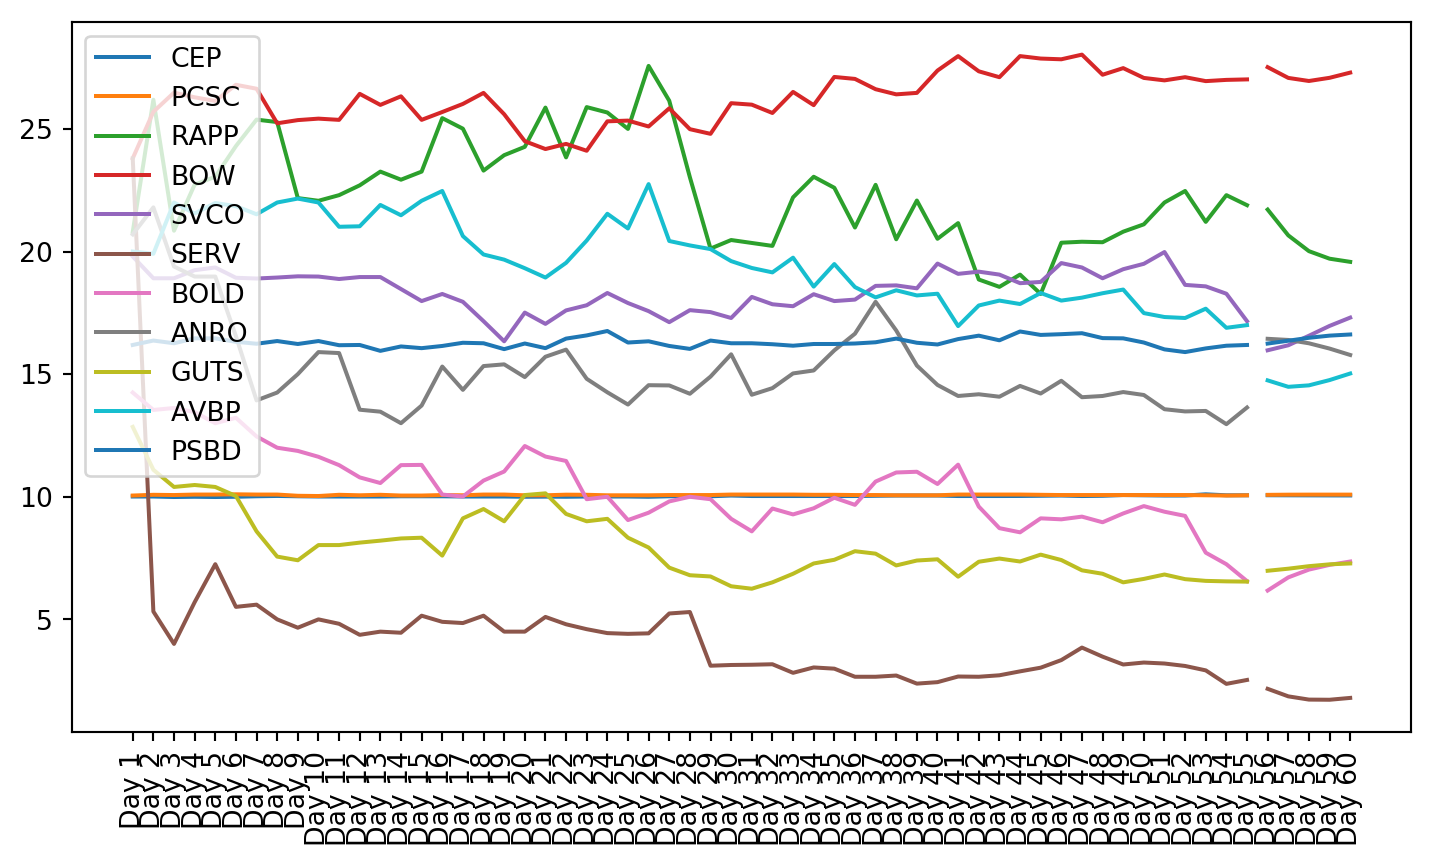 CEP
PCSC
RAPP
BOW
SVCO
SERV
BOLD
ANRO
GUTS
AVBP
PSBD
25
20
15
10
5
Day 1
Day 2
Day 3
Day 4
Day 5
Day 6
Day 7
Day 8
Day 9
Day 10
Day 11
Day 12
Day 13
Day 14
Day 15
Day 16
Day 17
Day 18
Day 19
Day 20
Day 21
Day 22
Day 23
Day 24
Day 25
Day 26
Day 27
Day 28
Day 29
Day 30
Day 31
Day 32
Day 33
Day 34
Day 35
Day 36
Day 37
Day 38
Day 39
Day 40
Day 41
Day 42
Day 43
Day 44
Day 45
Day 46
Day 47
Day 48
Day 49
Day 50
Day 51
Day 52
Day 53
Day 54
Day 55
Day 56
Day 57
Day 58
Day 59
Day 60